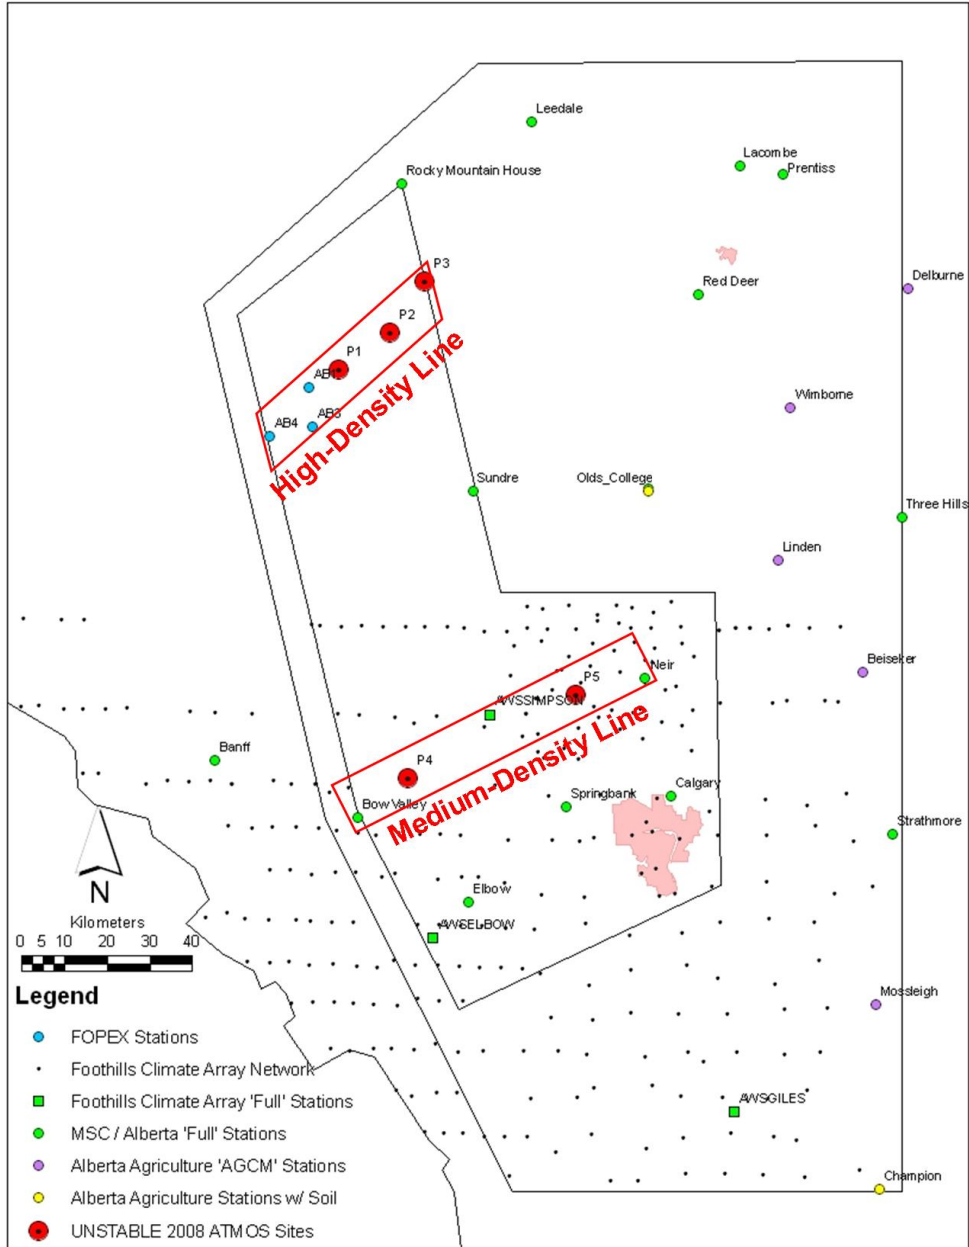 Leedale
Lacombe
Prentiss
Rocky Mountain House
P3
Delburne
Red Deer
P2
P1
AB1
Wimborne
AB3
AB4
High-Density Line
Sundre
Olds_College
Three Hills
Linden
Beiseker
Neir
P5
AWSSIMPSON
Medium-Density Line
Banff
P4
Calgary
Springbank
Bow Valley
Strathmore
N
Elbow
AWSELBOW
Kilometers
0 5 10 20 30 40
Mossleigh
Legend
FOPEX Stations
Foothills Climate Array Network
Foothills Climate Array 'Full' Stations
AWSGILES
MSC / Alberta 'Full' Stations
Alberta Agriculture 'AGCM' Stations
Champion
Alberta Agriculture Stations w/ Soil
UNSTABLE 2008 ATMOS Sites